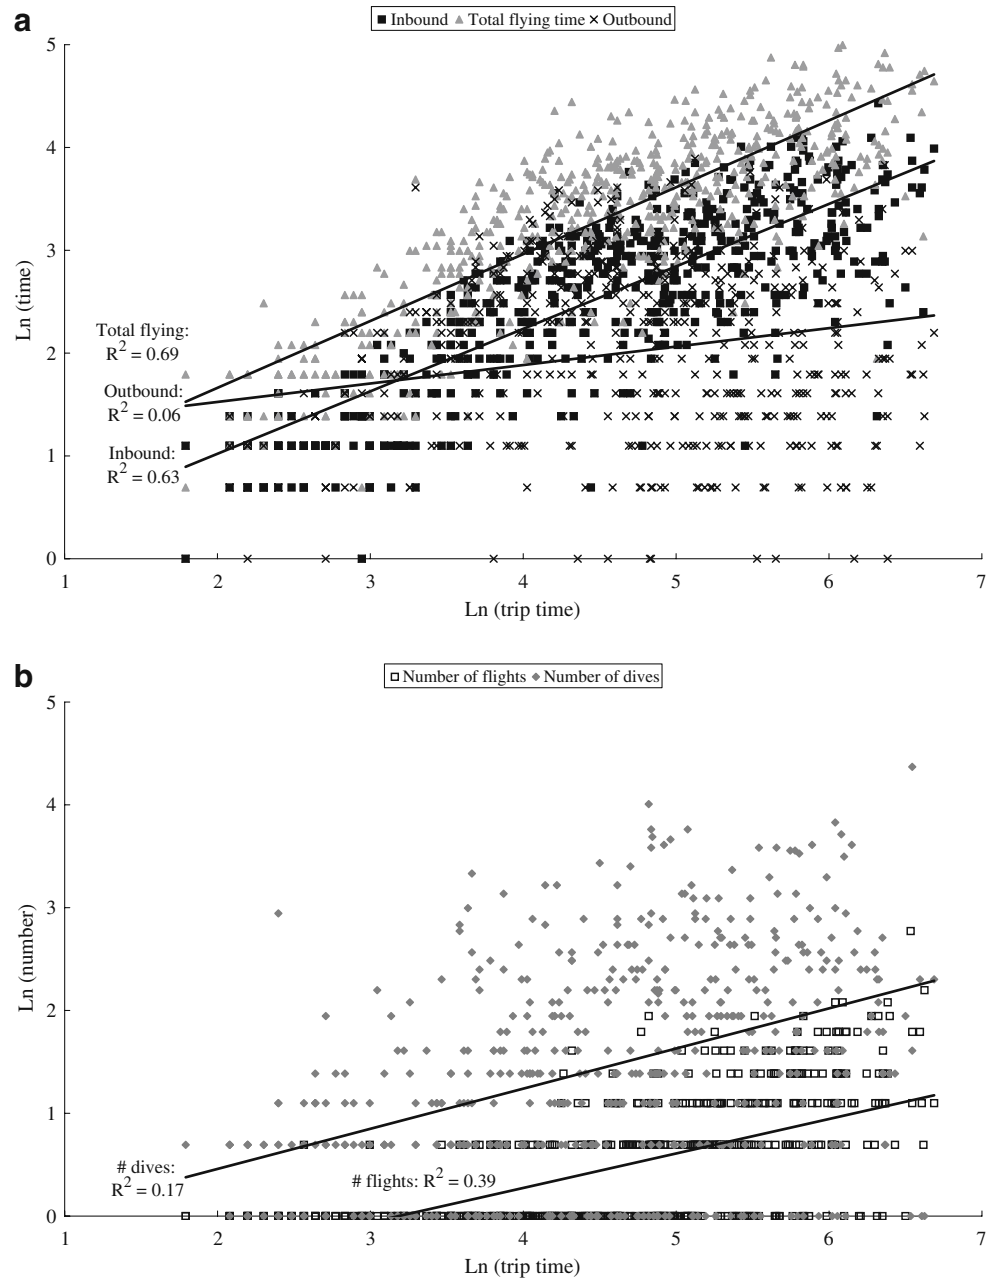 a
Inbound Total flying time Outbound
5
4
3
2
1
0
Ln (time)
Total flying:
R² = 0.69
Outbound:
R² = 0.06
Inbound:
R² = 0.63
1 2 3 4 5 6 7
Ln (trip time)
b
Number of flights Number of dives
5
4
3
2
1
0
Ln (number)
# dives:
R² = 0.17
# flights: R² = 0.39
1 2 3 4 5 6 7
Ln (trip time)